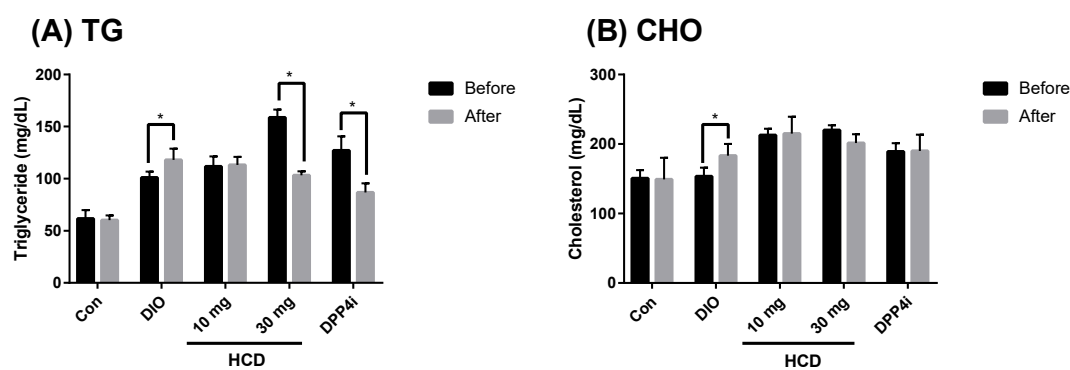 (A) TG
Triglyceride (mg/dL)
200
150
100
50
0
*
*
*
Before
After
Con
DIO
10 mg
30 mg
DPP4i
HCD
(B) CHO
Cholesterol (mg/dL)
300
200
100
0
*
Before
After
Con
DIO
10 mg
30 mg
DPP4i
HCD